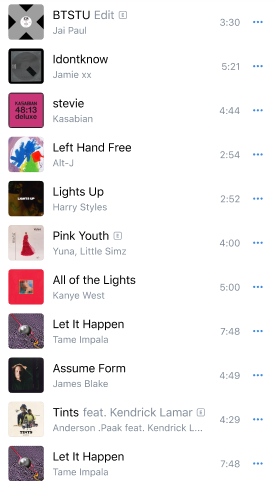 BTSTU Edit E
Jai Paul
3:30
Idontknow
Jamie xx
5:21
KASABIAN
48:13
deluxe
stevie
Kasabian
4:44
Left Hand Free
Alt-J
2:54
LIGHTS UP
Lights Up
Harry Styles
2:52
Pink Youth E
Yuna, Little Simz
4:00
All of the Lights
Kanye West
5:00
Let It Happen
Tame Impala
7:48
Assume Form
James Blake
4:49
TINTS
Tints feat. Kendrick Lamar E
Anderson .Paak feat. Kendrick L...
4:29
Let It Happen
Tame Impala
7:48